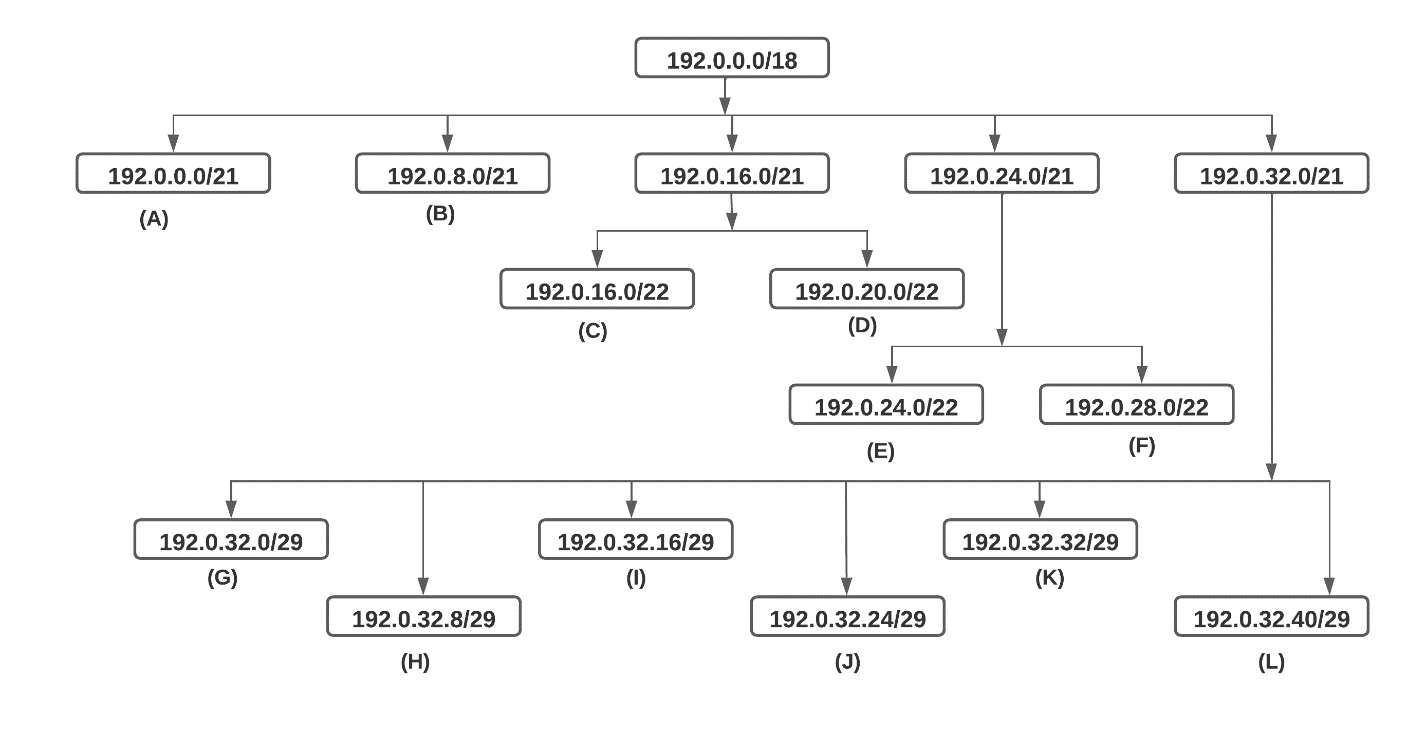 192.0.0.0/18
192.0.0.0/21
192.0.8.0/21
192.0.16.0/21
192.0.24.0/21
192.0.32.0/21
(A)
(B)
192.0.16.0/22
192.0.20.0/22
(C)
(D)
192.0.24.0/22
192.0.28.0/22
(E)
(F)
192.0.32.0/29
192.0.32.16/29
192.0.32.32/29
(G)
(I)
(K)
192.0.32.8/29
192.0.32.24/29
192.0.32.40/29
(H)
(J)
(L)